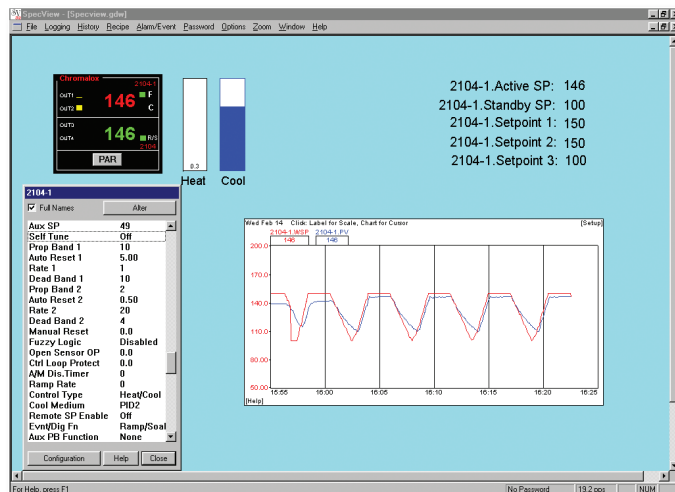 SpecView - [Specview.gdw]
File Logging History Recipe Alarm/Event Password Options Zoom Window Help
Chromalox
2104-1
OUT1 146 F
OUT2 C
OUT3
OUT4 146 R/S
2104
PAR
0.3
Heat Cool
2104-1.Active SP: 146
2104-1.Standby SP: 100
2104-1.Setpoint 1: 150
2104-1.Setpoint 2: 150
2104-1.Setpoint 3: 100
2104-1
Full Names Alter
Aux SP 49
Self Tune Off
Prop Band 1 10
Auto Reset 1 5.00
Rate 1 1
Dead Band 1 10
Prop Band 2 2
Auto Reset 2 0.50
Rate 2 20
Dead Band 2 4
Manual Reset 0.0
Fuzzy Logic Disabled
Open Sensor OP 0.0
Ctrl Loop Protect 0.0
A/M Dis.Timer 0
Ramp Rate 0
Control Type Heat/Cool
Cool Medium PID2
Remote SP Enable Off
Evnt/Dig Fn Ramp/Soal
Aux PB Function None
Configuration Help Close
Wed Feb 14 Click: Label for Scale, Chart for Cursor [Setup]
2104-1.WSP 2104-1.PV
146 146
200.0
170.0
140.0
110.0
80.00
50.00
15:55 16:00 16:05 16:10 16:15 16:20 16:25
[Help]
For Help, press F1 No Password 19.2 pps NUM